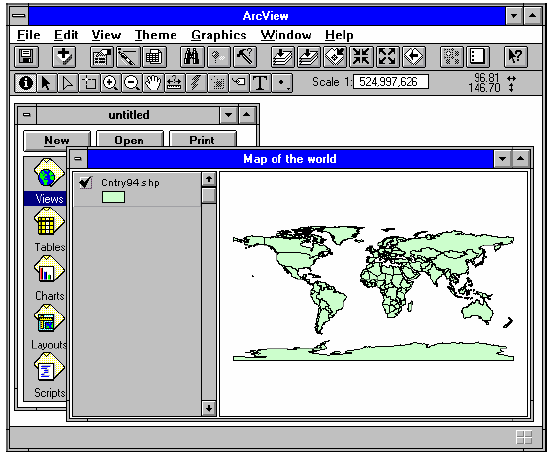 ArcView
File Edit View Theme Graphics Window Help
T
Scale 1: 524,997,626
96.81
146.70
untitled
New Open Print
Map of the world
Cntry94.shp
Views
Tables
Charts
Layouts
Scripts